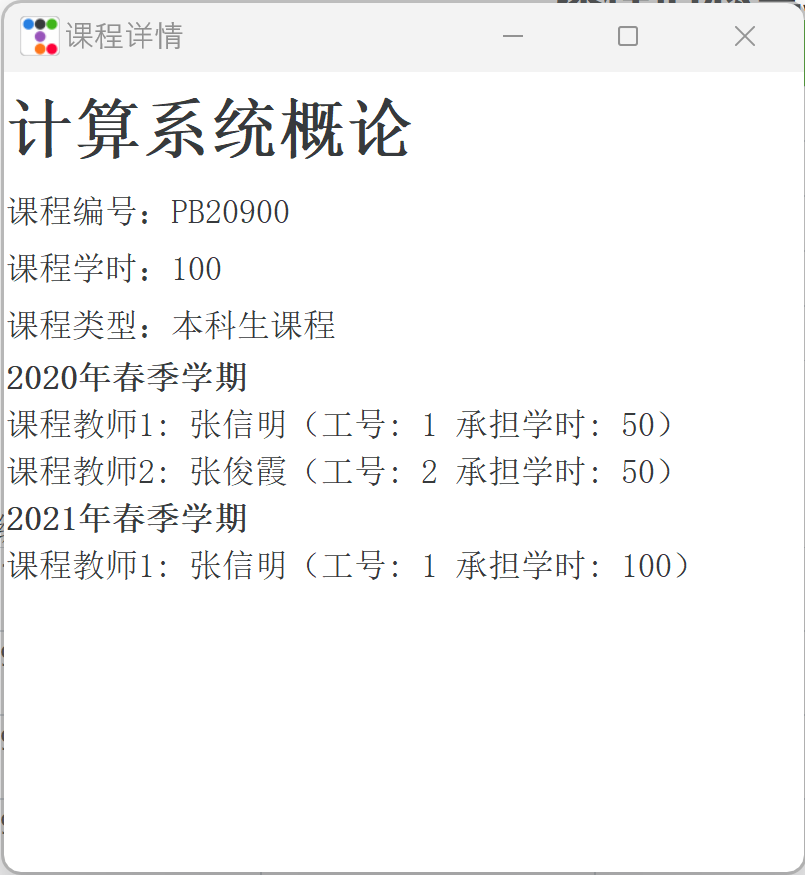 课程详情
计算系统概论
课程编号：PB20900
课程学时：100
课程类型：本科生课程
2020年春季学期
课程教师1: 张信明（工号: 1 承担学时: 50）
课程教师2: 张俊霞（工号: 2 承担学时: 50）
2021年春季学期
课程教师1: 张信明（工号: 1 承担学时: 100）